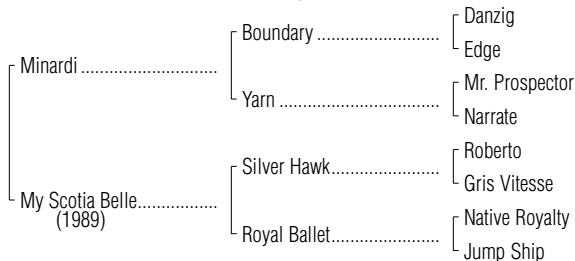 Danzig
Boundary ..............................
Edge
Minardi ...........................
Mr. Prospector
Yarn .......................................
Narrate
Roberto
Silver Hawk...........................
Gris Vitesse
My Scotia Belle................
(1989)
Native Royalty
Royal Ballet...........................
Jump Ship